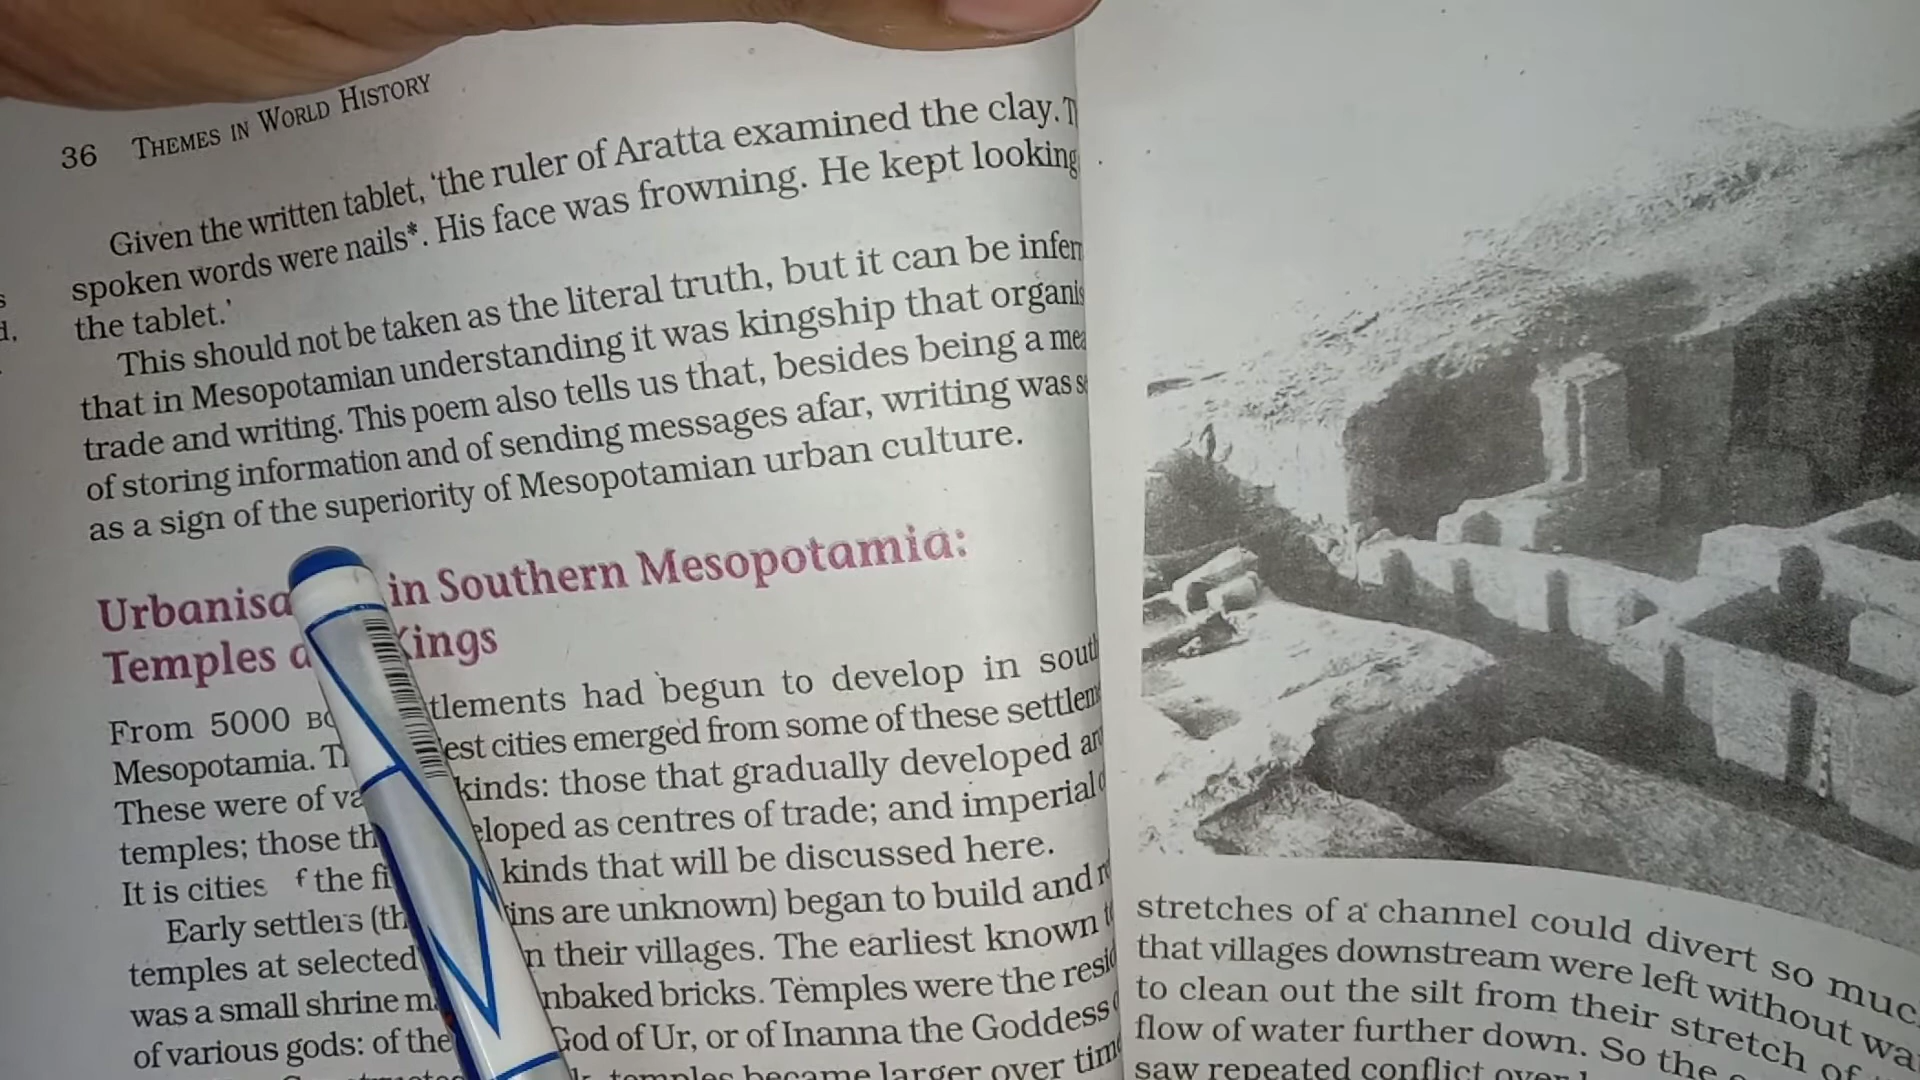 36 THEMES IN WORLD HISTORY
Given the written tablet, 'the ruler of Aratta examined the clay.
spoken words were nails*. His face was frowning. He kept looking
the tablet.'
This should not be taken as the literal truth, but it can be
that in Mesopotamian understanding it was kingship that
trade and writing. This poem also tells us that, besides being a
of storing information and of sending messages afar, writing was
as a sign of the superiority of Mesopotamian urban culture.
in Southern Mesopotamia:
Temples
From 5000 had begun to develop in
Mesopotamia. cities emerged from some of these
These were of kinds: those that gradually developed
temples; those as centres of trade; and imperial
It is cities the kinds that will be discussed here.
Early settlers are unknown) began to build and
temples at selected their villages. The earliest known
was a small shrine bricks. Temples were the
of various gods: of the God of Ur, or of Inanna the Goddess
temples became larger over
stretches of a channel could divert so
that villages downstream were left without
to clean out the silt from their stretch of
flow of water further down. So the
saw repeated conflict over